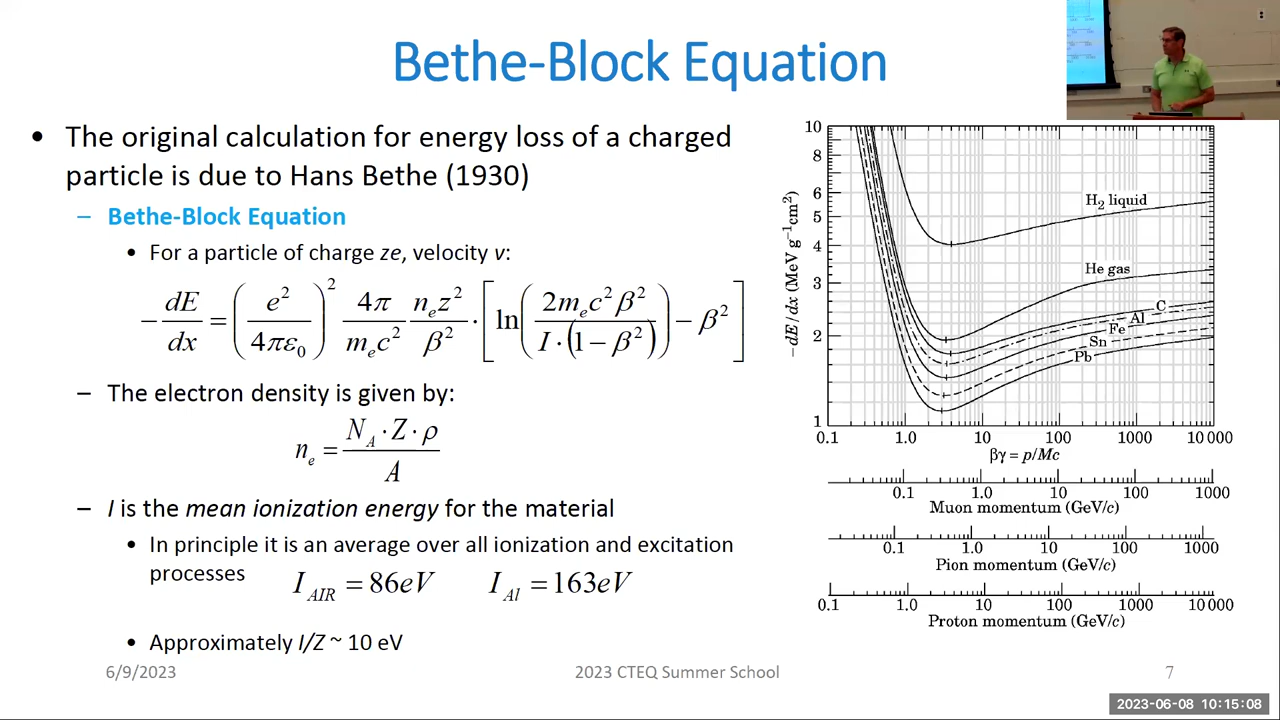 Bethe-Block Equation
• The original calculation for energy loss of a charged
particle is due to Hans Bethe (1930)
– Bethe-Block Equation
• For a particle of charge ze, velocity v:
− dE/dx = (e²/4πε₀)² 4π/mₑc² nₑz²/β² · [ln(2mₑc²β²/I·(1−β²)) − β²]
– The electron density is given by:
nₑ = N_A·Z·ρ/A
– I is the mean ionization energy for the material
• In principle it is an average over all ionization and excitation
processes
I_AIR = 86eV I_Al = 163eV
• Approximately I/Z ~ 10 eV
10
8
6
5
4
3
2
1
−dE/dx (MeV g⁻¹cm²)
H₂ liquid
He gas
C
Al
Fe
Sn
Pb
0.1 1.0 10 100 1000 10 000
βγ = p/Mc
0.1 1.0 10 100 1000
Muon momentum (GeV/c)
0.1 1.0 10 100 1000
Pion momentum (GeV/c)
0.1 1.0 10 100 1000 10 000
Proton momentum (GeV/c)
6/9/2023
2023 CTEQ Summer School
7
2023-06-08 10:15:08